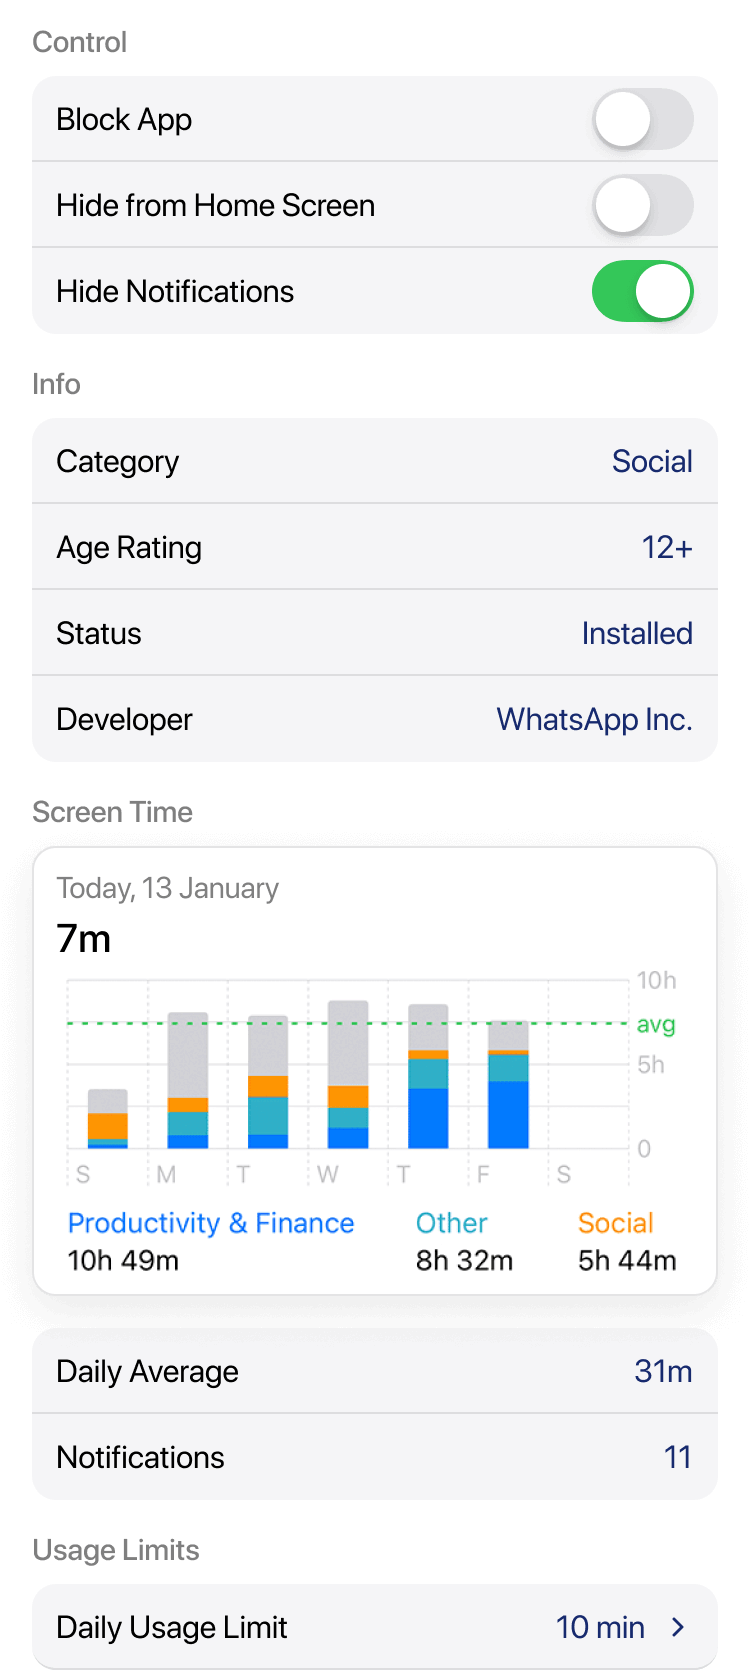 Control
Block App
Hide from Home Screen
Hide Notifications
Info
Category Social
Age Rating 12+
Status Installed
Developer WhatsApp Inc.
Screen Time
Today, 13 January
7m
10h
avg
5h
0
S M T W T F S
Productivity & Finance Other Social
10h 49m 8h 32m 5h 44m
Daily Average 31m
Notifications 11
Usage Limits
Daily Usage Limit 10 min